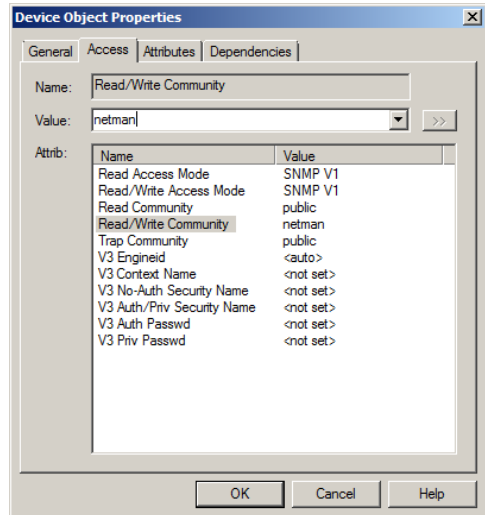 Device Object Properties
General Access Attributes Dependencies
Name: Read/Write Community
Value: netman >>
Attrib: Name Value
Read Access Mode SNMP V1
Read/Write Access Mode SNMP V1
Read Community public
Read/Write Community netman
Trap Community public
V3 Engineid <auto>
V3 Context Name <not set>
V3 No-Auth Security Name <not set>
V3 Auth/Priv Security Name <not set>
V3 Auth Passwd <not set>
V3 Priv Passwd <not set>
OK Cancel Help